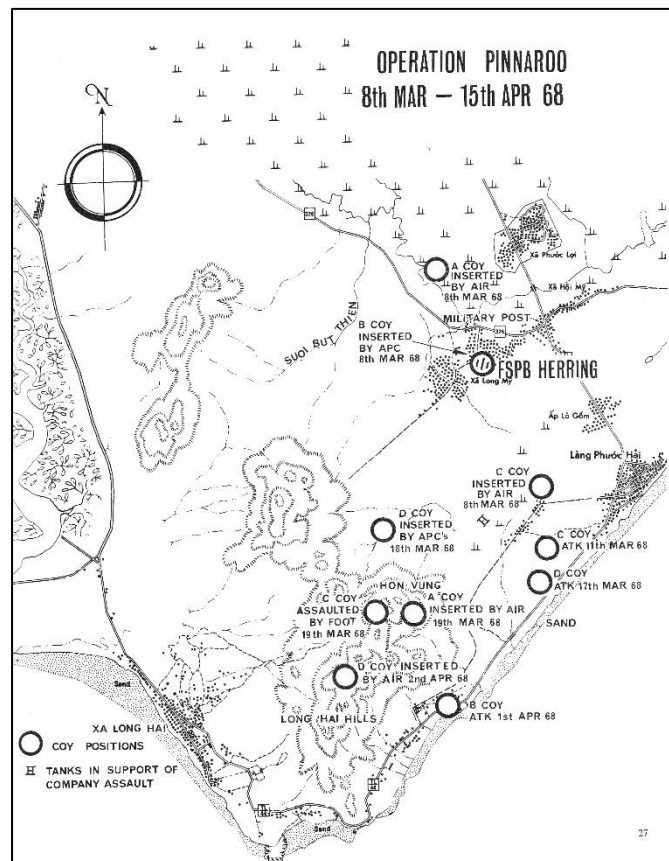 OPERATION PINNAROO
8th MAR — 15th APR 68
N
326
Xã Phước Lợi
A COY
INSERTED
BY AIR
8th MAR 68
Xã Hội Mỹ
MILITARY POST
326
SUOI BUT THIEN
B COY
INSERTED
BY APC
8th MAR 68
FSPB HERRING
Xã Long Mỹ
Ấp Lò Gốm
Làng Phước Hải
C COY
INSERTED
BY AIR
8th MAR 68
D COY
INSERTED
BY APC's
18th MAR 68
C COY
ATK 11th MAR 68
D COY
ATK 17th MAR 68
HON VUNG
C COY
ASSAULTED
BY FOOT
19th MAR 68
A COY
INSERTED BY AIR
19th MAR 68
SAND
D COY INSERTED
BY AIR 2nd APR 68
LONG HAI HILLS
B COY
ATK 1st APR 68
Sand
XA LONG HAI
COY POSITIONS
TANKS IN SUPPORT OF
COMPANY ASSAULT
Sand
27